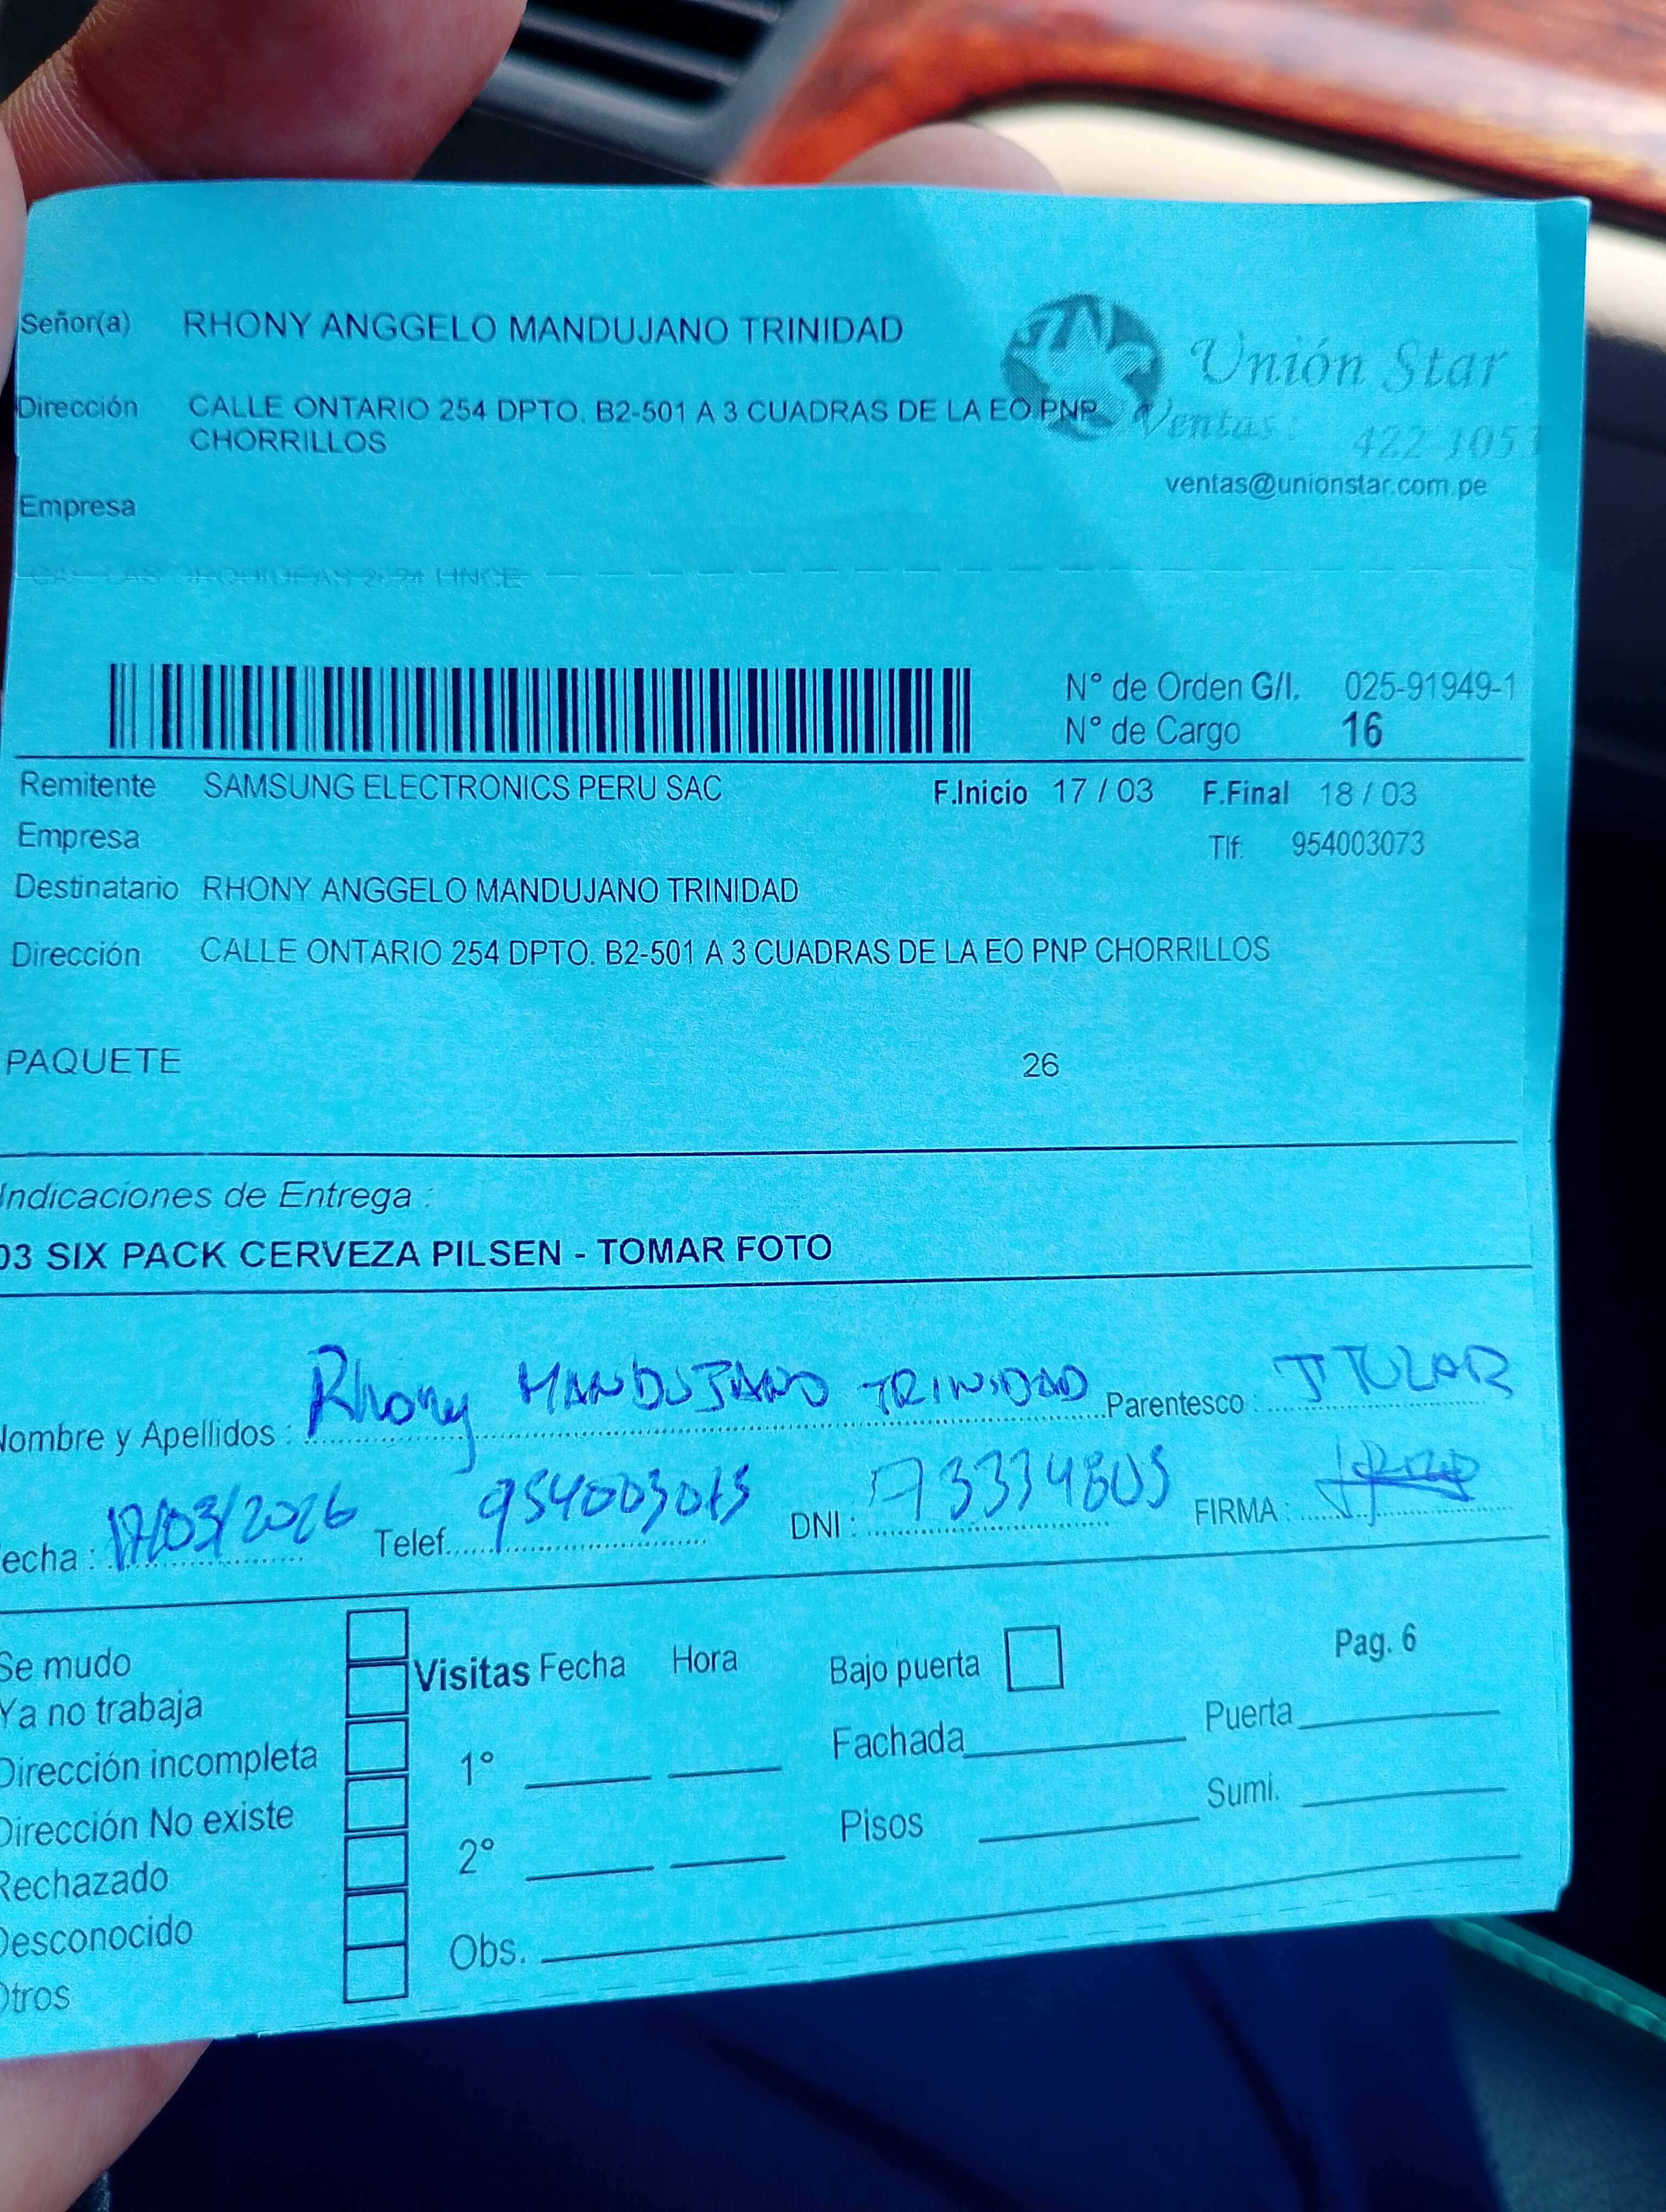 Señor(a) RHONY ANGGELO MANDUJANO TRINIDAD
Unión Star
Dirección CALLE ONTARIO 254 DPTO. B2-501 A 3 CUADRAS DE LA EO PNP
CHORRILLOS
Ventas: 422 1053
ventas@unionstar.com.pe
Empresa
LAS ORQUIDEAS LINCE
N° de Orden G/I. 025-91949-1
N° de Cargo 16
Remitente SAMSUNG ELECTRONICS PERU SAC F.Inicio 17 / 03 F.Final 18 / 03
Empresa Tlf: 954003073
Destinatario RHONY ANGGELO MANDUJANO TRINIDAD
Dirección CALLE ONTARIO 254 DPTO. B2-501 A 3 CUADRAS DE LA EO PNP CHORRILLOS
PAQUETE 26
Indicaciones de Entrega :
03 SIX PACK CERVEZA PILSEN - TOMAR FOTO
Nombre y Apellidos : Rhony MANDUJANO TRINIDAD Parentesco : TITULAR
echa : 17/03/2026 Telef. DNI : FIRMA :
Se mudo
Ya no trabaja
Dirección incompleta
Dirección No existe
Rechazado
Desconocido
Otros
Visitas Fecha Hora
1°
2°
Obs.
Bajo puerta
Fachada
Pisos
Pag. 6
Puerta
Sumi.